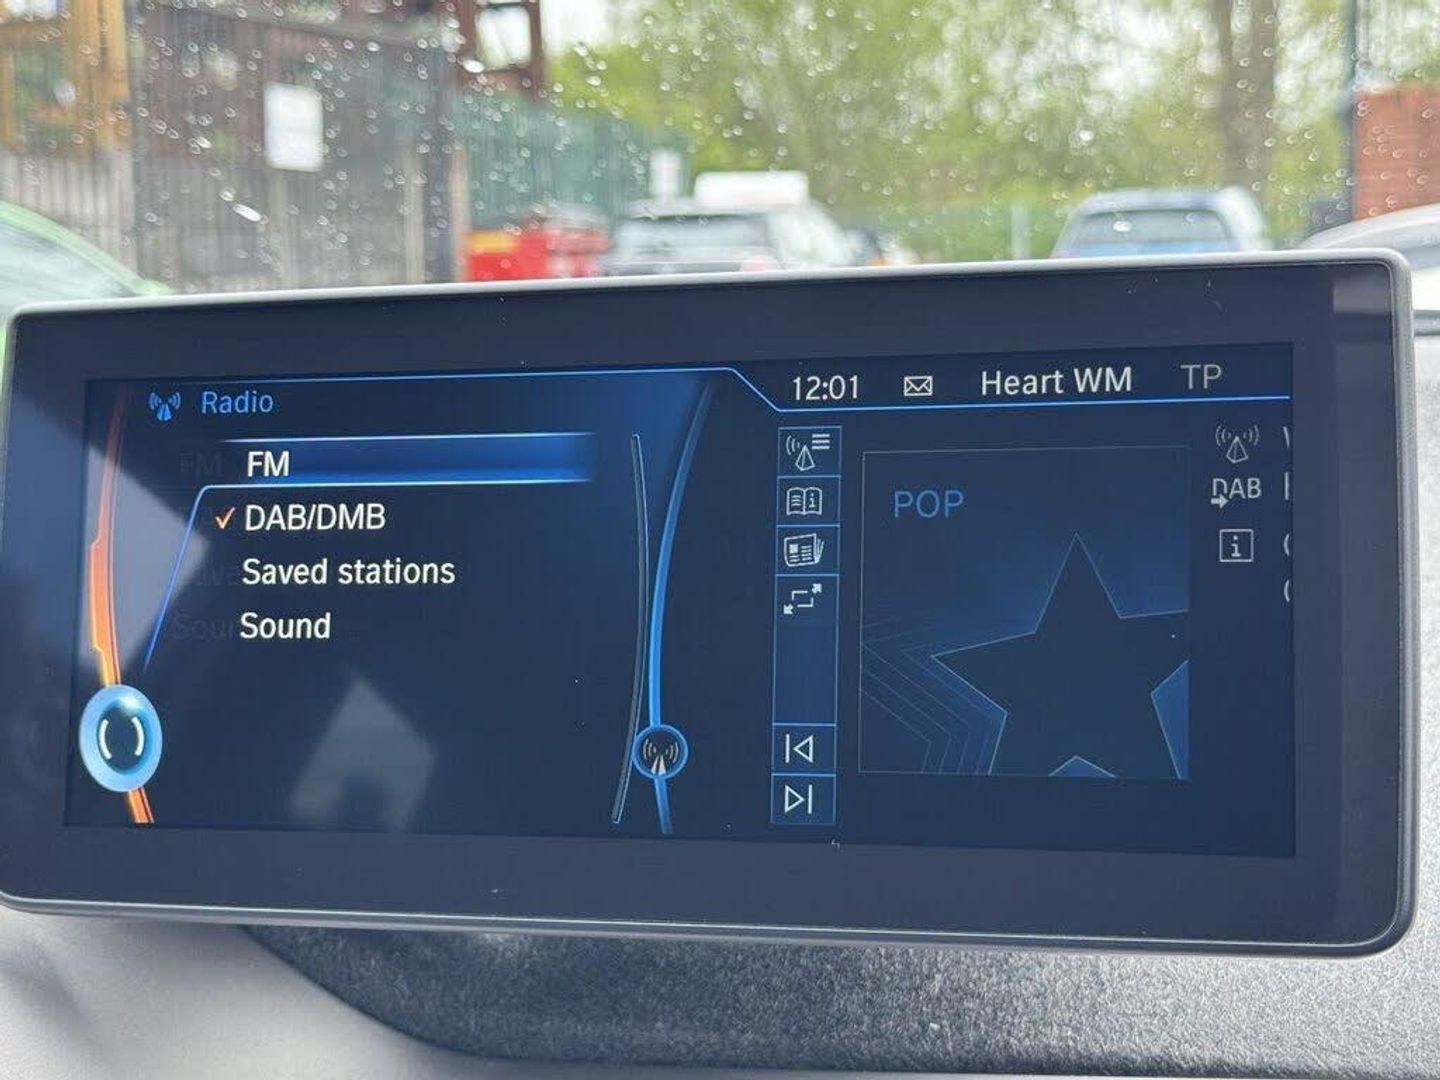 Radio
12:01 Heart WM TP
FM
DAB/DMB
Saved stations
Sound
POP
DAB